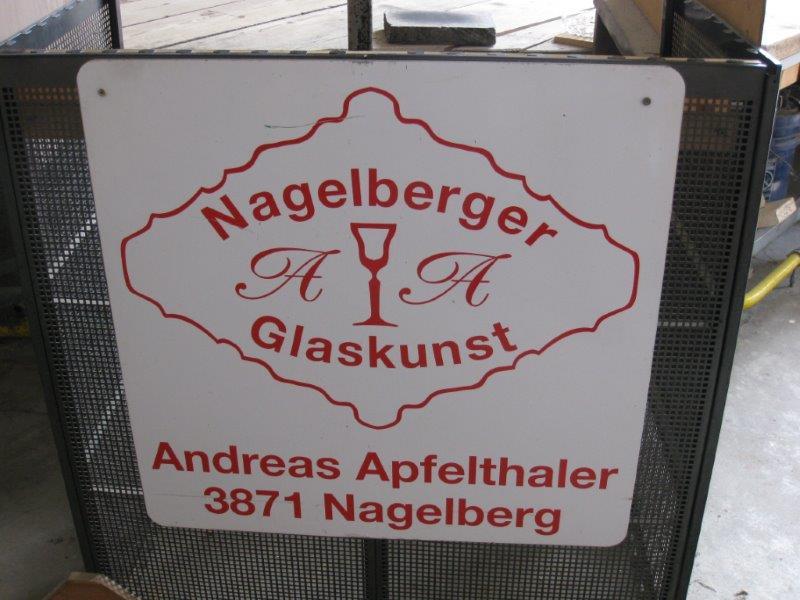 Nagelberger
A A
Glaskunst
Andreas Apfelthaler
3871 Nagelberg